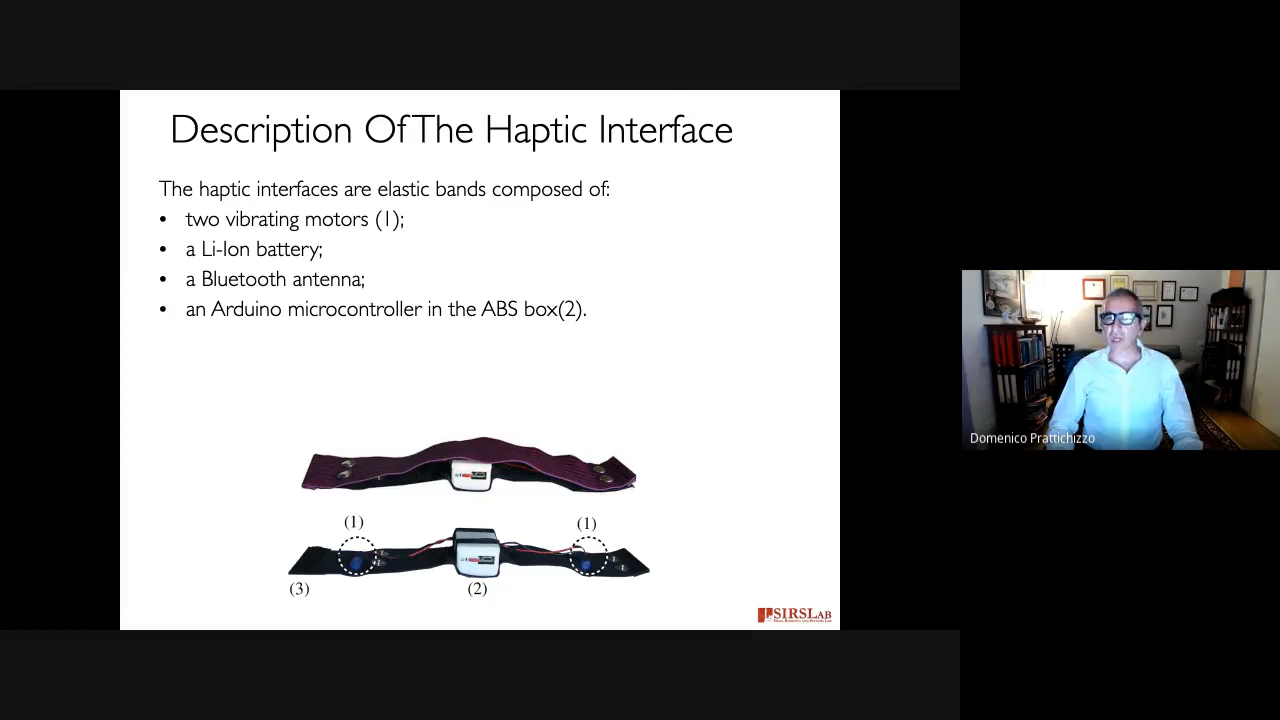 Description Of The Haptic Interface
The haptic interfaces are elastic bands composed of:
• two vibrating motors (1);
• a Li-Ion battery;
• a Bluetooth antenna;
• an Arduino microcontroller in the ABS box(2).
(1)
(1)
(3)
(2)
SIRSLAB
Domenico Prattichizzo